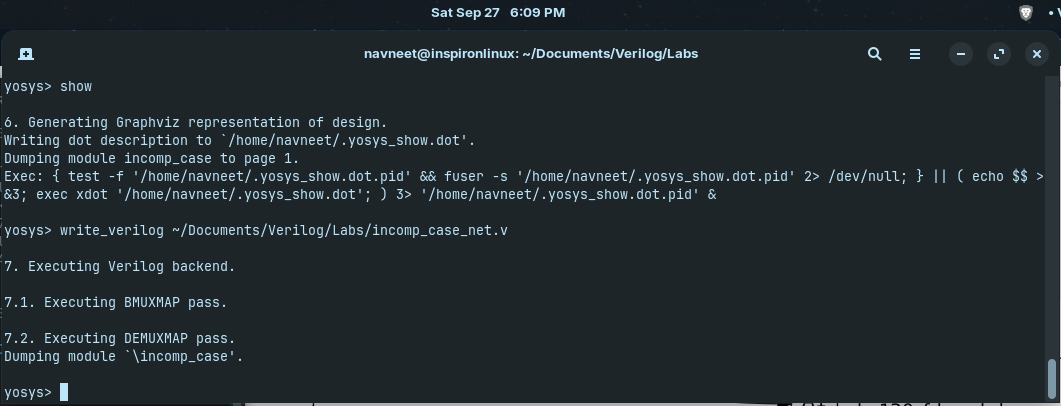 Sat Sep 27 6:09 PM
navneet@inspironlinux: ~/Documents/Verilog/Labs
yosys> show
6. Generating Graphviz representation of design.
Writing dot description to `/home/navneet/.yosys_show.dot'.
Dumping module incomp_case to page 1.
Exec: { test -f '/home/navneet/.yosys_show.dot.pid' && fuser -s '/home/navneet/.yosys_show.dot.pid' 2> /dev/null; } || ( echo $$ >
&3; exec xdot '/home/navneet/.yosys_show.dot'; ) 3> '/home/navneet/.yosys_show.dot.pid' &
yosys> write_verilog ~/Documents/Verilog/Labs/incomp_case_net.v
7. Executing Verilog backend.
7.1. Executing BMUXMAP pass.
7.2. Executing DEMUXMAP pass.
Dumping module `\incomp_case'.
yosys>